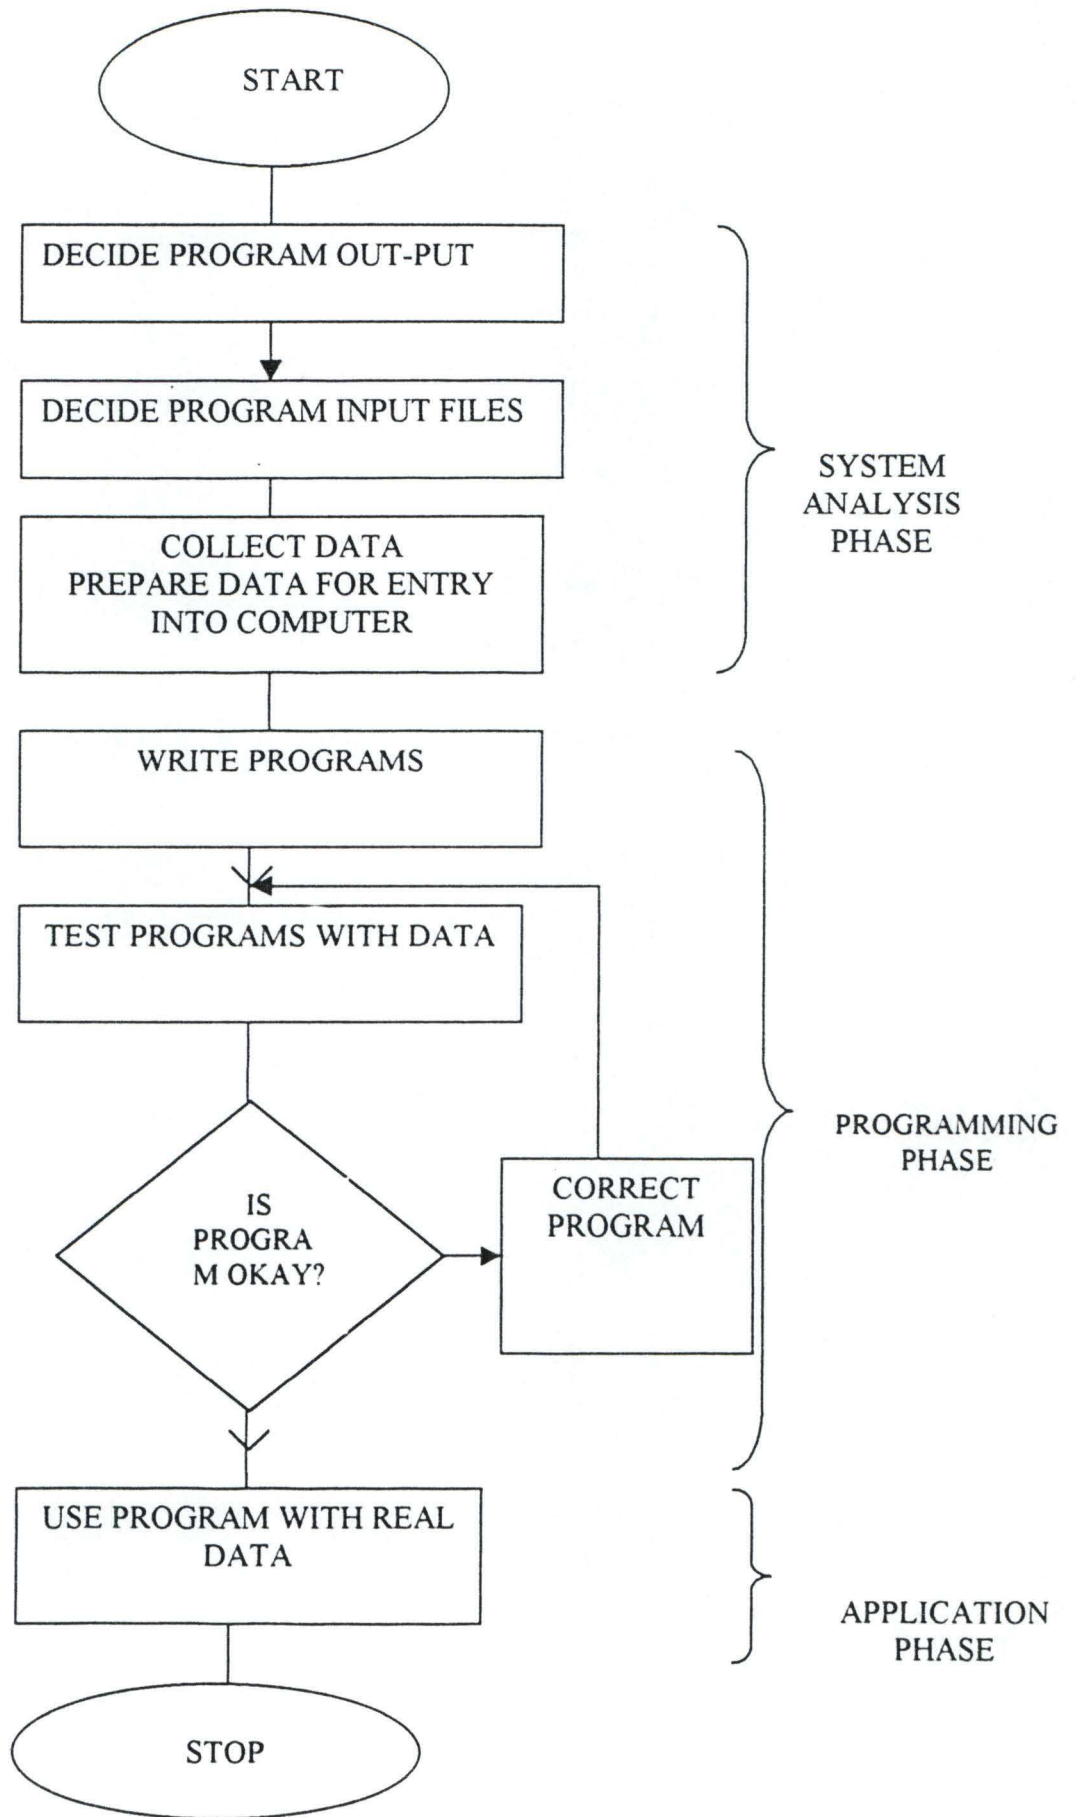 START
DECIDE PROGRAM OUT-PUT
DECIDE PROGRAM INPUT FILES
COLLECT DATA
PREPARE DATA FOR ENTRY
INTO COMPUTER
SYSTEM
ANALYSIS
PHASE
WRITE PROGRAMS
TEST PROGRAMS WITH DATA
IS
PROGRA
M OKAY?
CORRECT
PROGRAM
PROGRAMMING
PHASE
USE PROGRAM WITH REAL
DATA
APPLICATION
PHASE
STOP